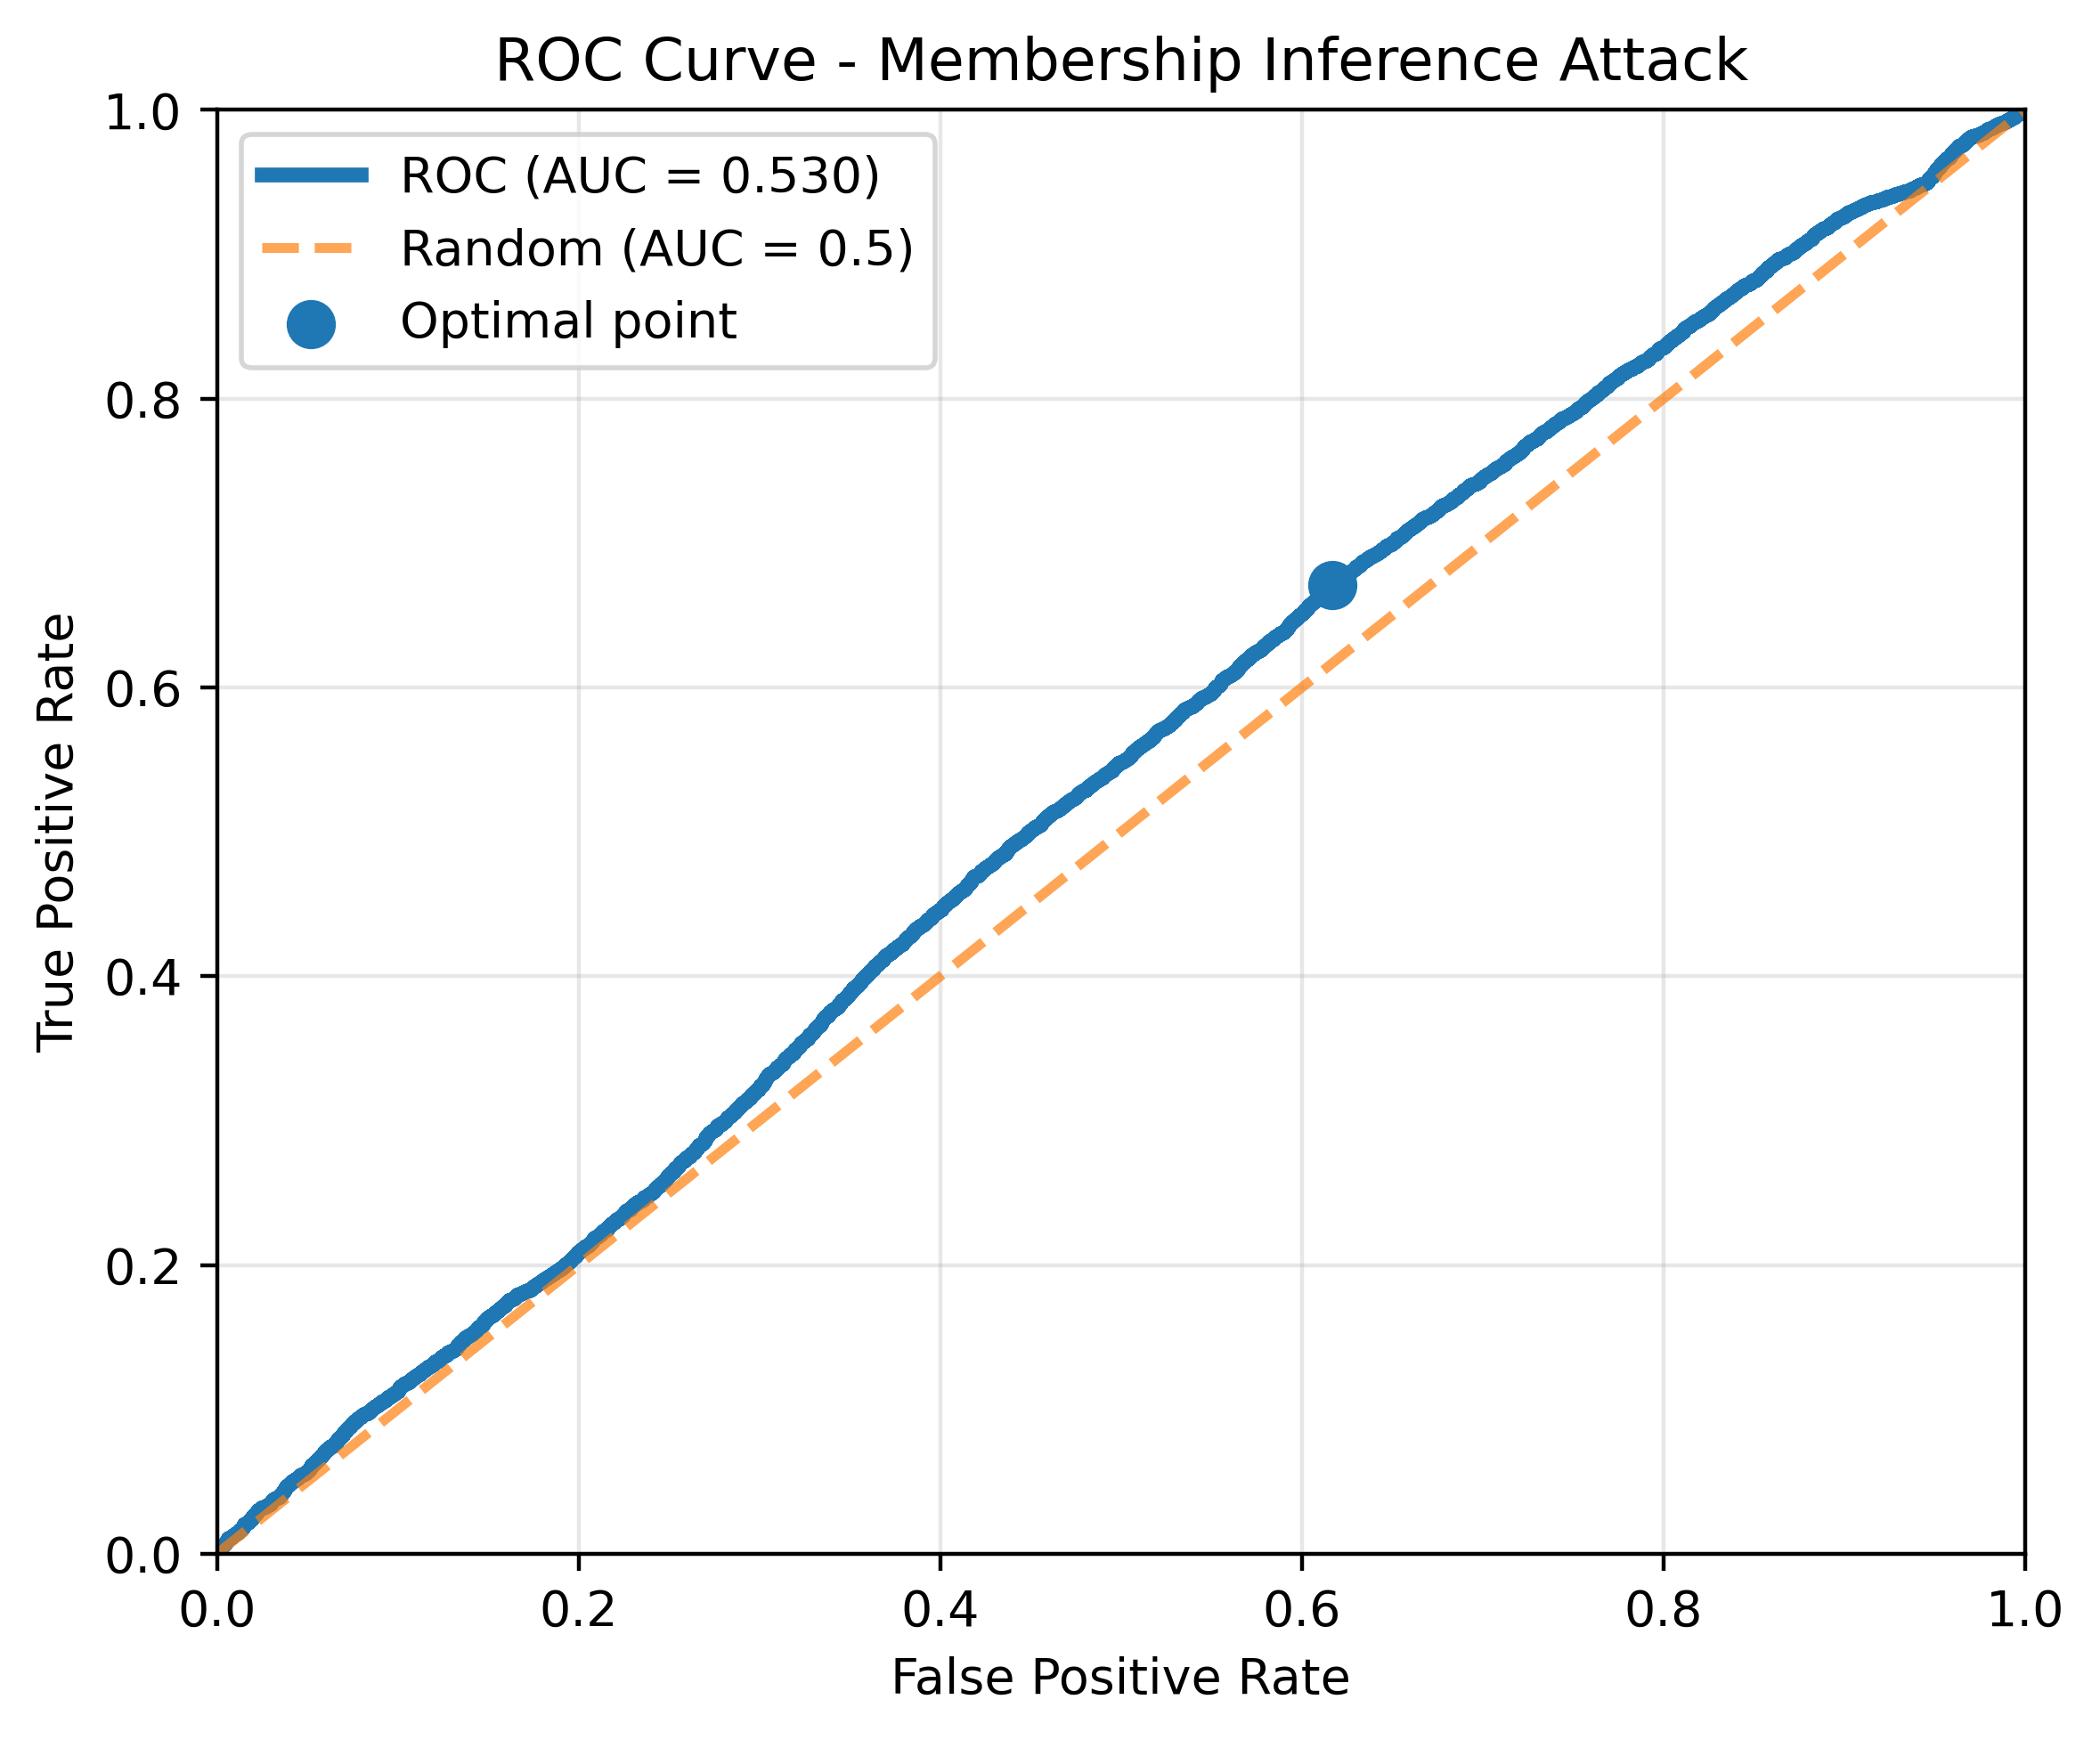 ROC Curve - Membership Inference Attack
1.0
ROC (AUC = 0.530)
Random (AUC = 0.5)
Optimal point
0.8
0.6
0.4
0.2
0.0
True Positive Rate
0.0 0.2 0.4 0.6 0.8 1.0
False Positive Rate